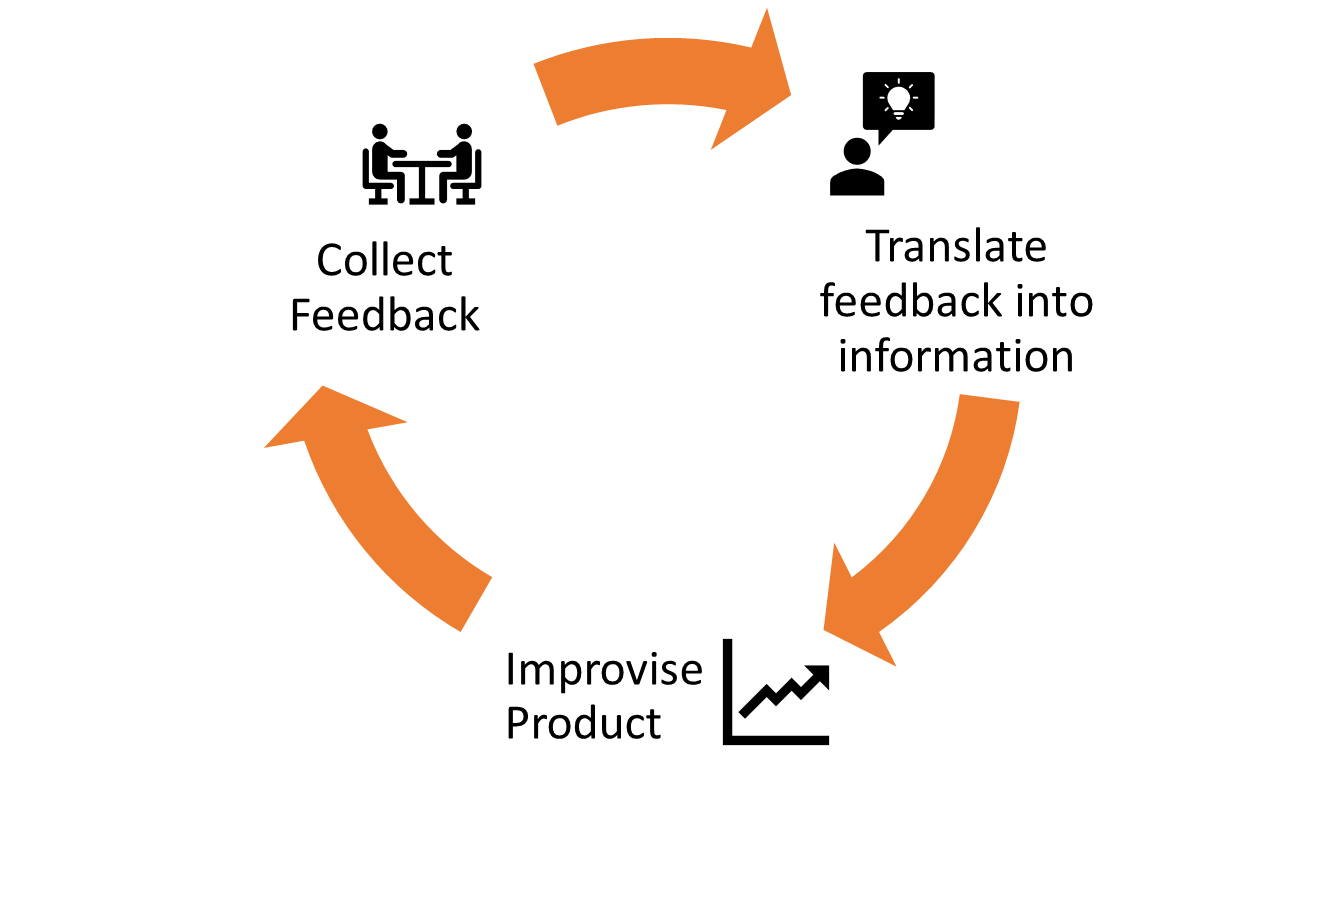 Collect
Feedback
Translate
feedback into
information
Improvise
Product